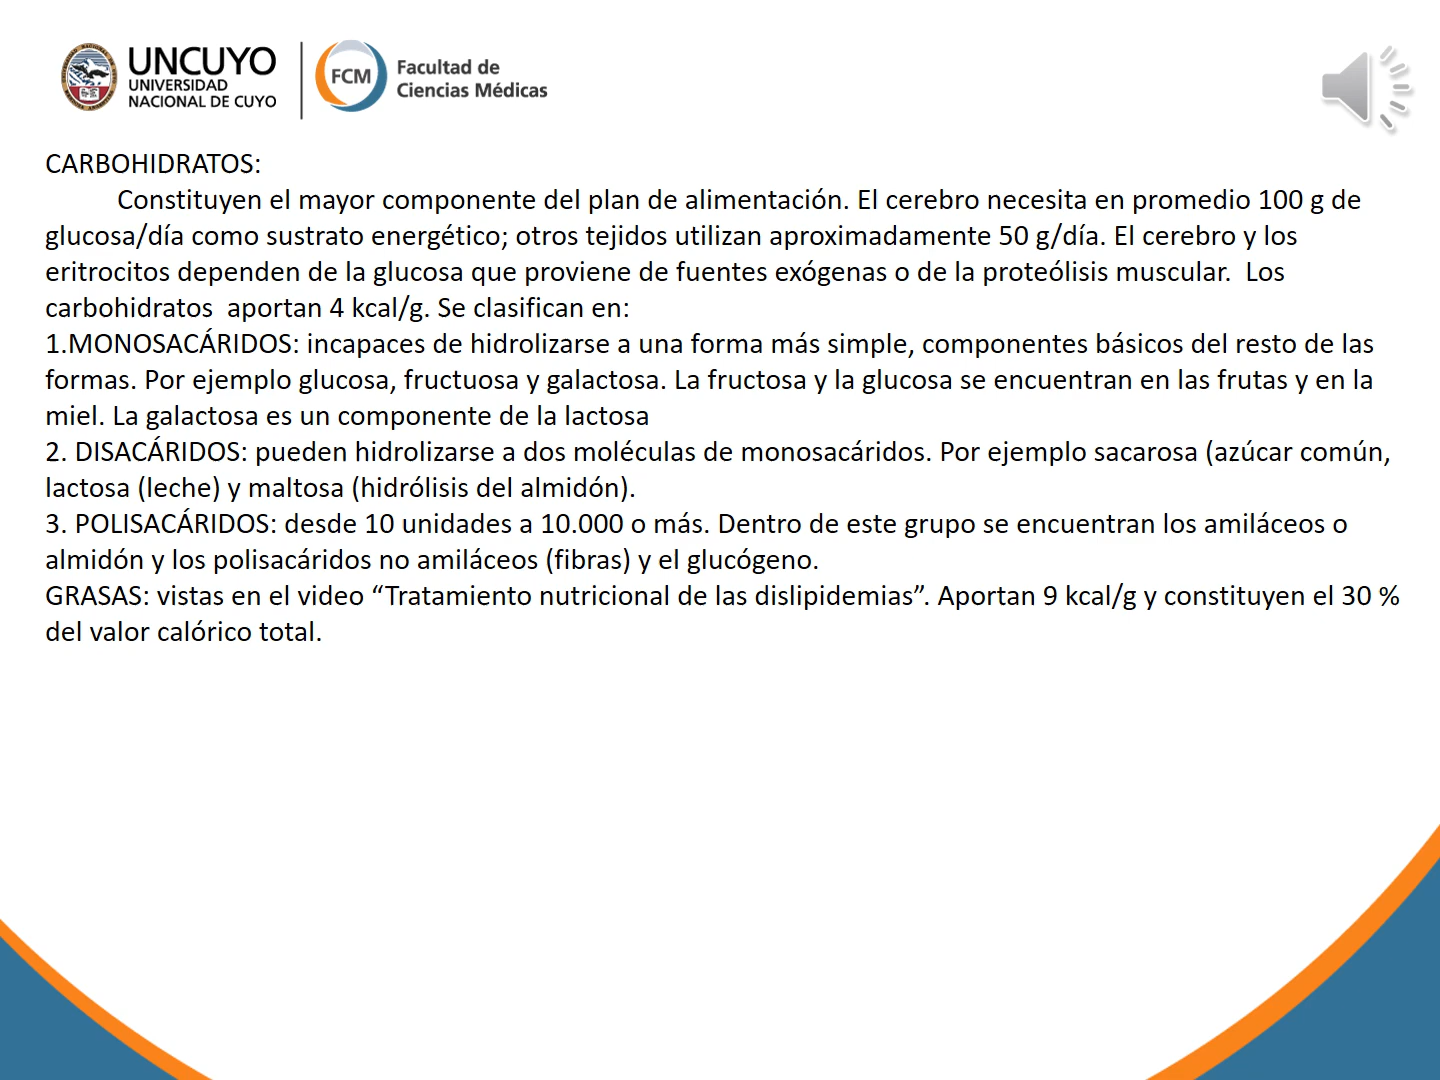 UNCUYO
UNIVERSIDAD
NACIONAL DE CUYO
FCM
Facultad de
Ciencias Médicas
CARBOHIDRATOS:
Constituyen el mayor componente del plan de alimentación. El cerebro necesita en promedio 100 g de
glucosa/día como sustrato energético; otros tejidos utilizan aproximadamente 50 g/día. El cerebro y los
eritrocitos dependen de la glucosa que proviene de fuentes exógenas o de la proteólisis muscular.  Los
carbohidratos  aportan 4 kcal/g. Se clasifican en:
1.MONOSACÁRIDOS: incapaces de hidrolizarse a una forma más simple, componentes básicos del resto de las
formas. Por ejemplo glucosa, fructuosa y galactosa. La fructosa y la glucosa se encuentran en las frutas y en la
miel. La galactosa es un componente de la lactosa
2. DISACÁRIDOS: pueden hidrolizarse a dos moléculas de monosacáridos. Por ejemplo sacarosa (azúcar común,
lactosa (leche) y maltosa (hidrólisis del almidón).
3. POLISACÁRIDOS: desde 10 unidades a 10.000 o más. Dentro de este grupo se encuentran los amiláceos o
almidón y los polisacáridos no amiláceos (fibras) y el glucógeno.
GRASAS: vistas en el video “Tratamiento nutricional de las dislipidemias”. Aportan 9 kcal/g y constituyen el 30 %
del valor calórico total.